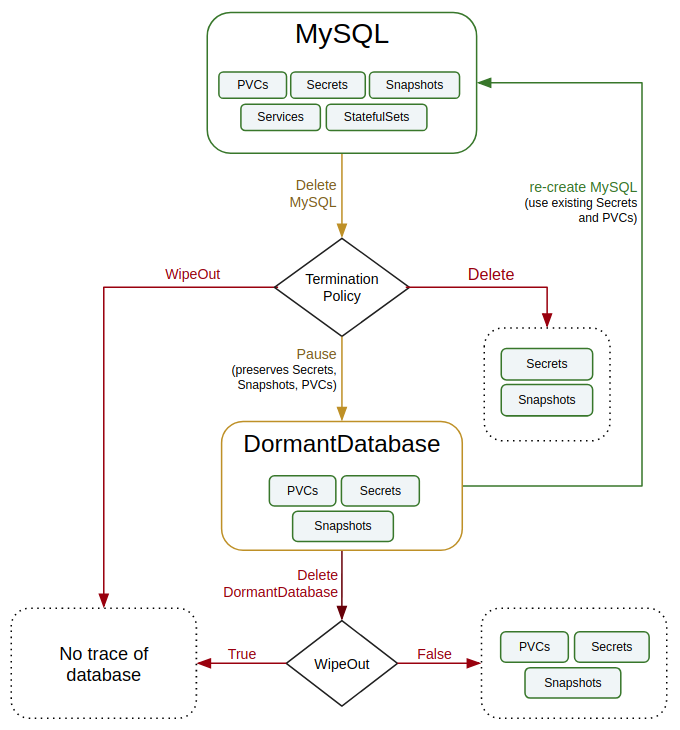 MySQL
PVCs
Secrets
Snapshots
Services
StatefulSets
Delete
MySQL
re-create MySQL
(use existing Secrets
and PVCs)
WipeOut
Termination
Policy
Delete
Pause
(preserves Secrets,
Snapshots, PVCs)
Secrets
Snapshots
DormantDatabase
PVCs
Secrets
Snapshots
Delete
DormantDatabase
No trace of
database
True
WipeOut
False
PVCs
Secrets
Snapshots